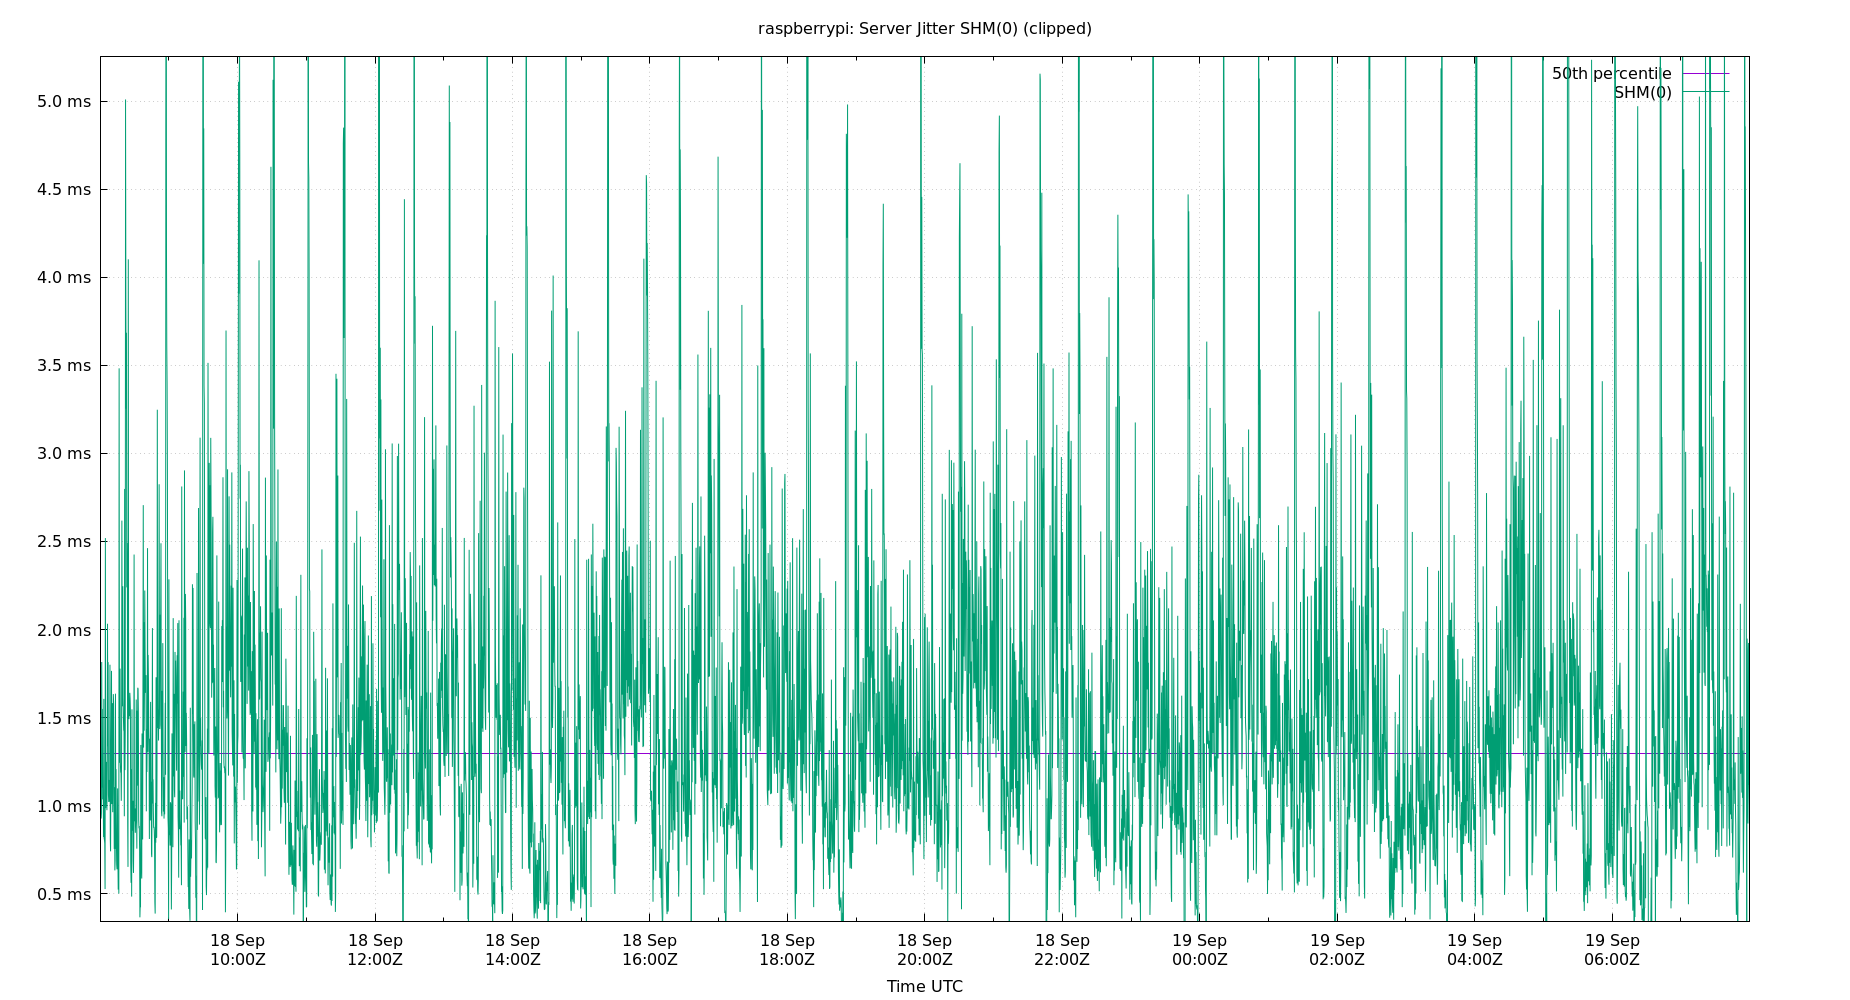 raspberrypi: Server Jitter SHM(0) (clipped)
50th percentile
SHM(0)
5.0 ms
4.5 ms
4.0 ms
3.5 ms
3.0 ms
2.5 ms
2.0 ms
1.5 ms
1.0 ms
0.5 ms
18 Sep 18 Sep 18 Sep 18 Sep 18 Sep 18 Sep 18 Sep 19 Sep 19 Sep 19 Sep 19 Sep
10:00Z 12:00Z 14:00Z 16:00Z 18:00Z 20:00Z 22:00Z 00:00Z 02:00Z 04:00Z 06:00Z
Time UTC